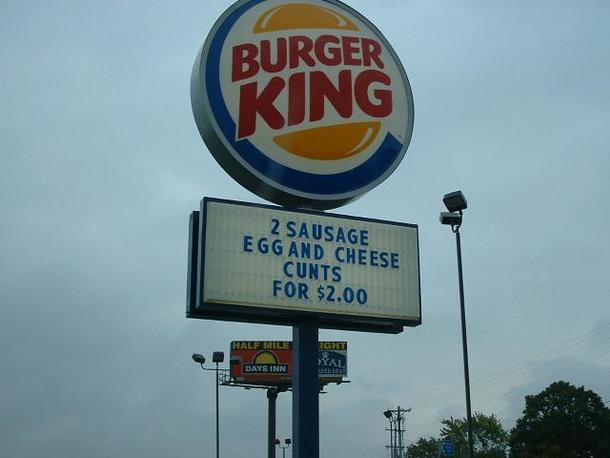 BURGER
KING
2 SAUSAGE
EGG AND CHEESE
CUNTS
FOR $2.00
HALF MILE
DAYS INN